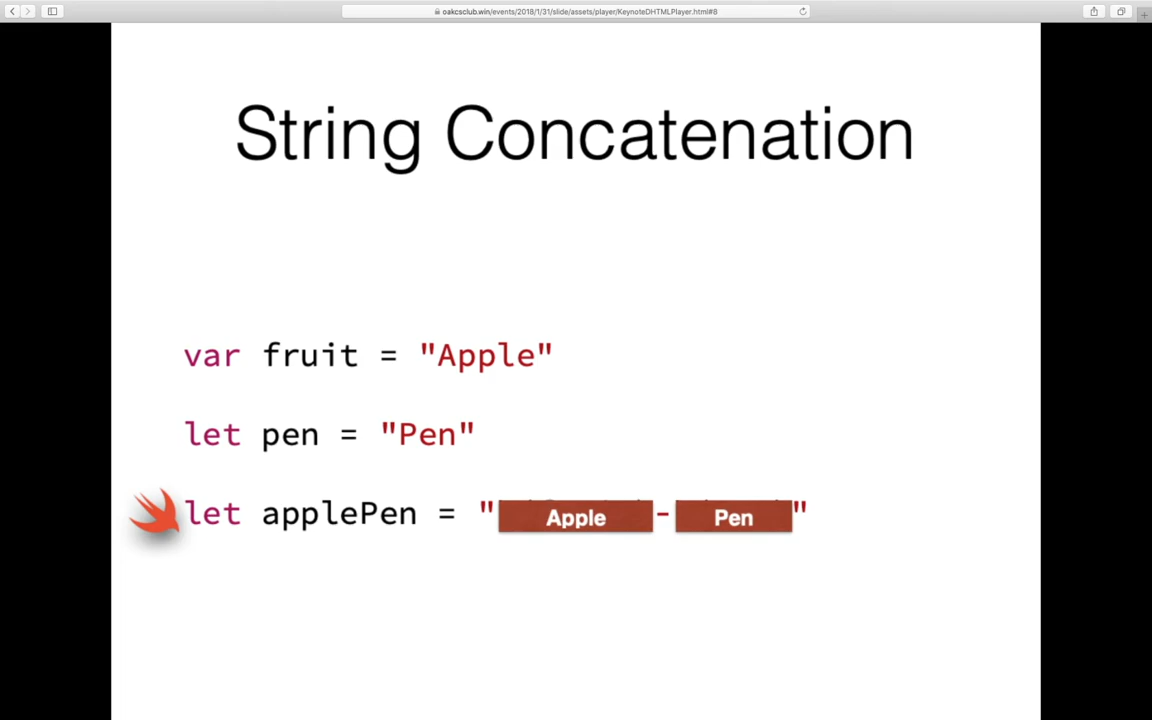 oakcsclub.win/events/2018/1/31/slide/assets/player/KeynoteDHTMLPlayer.html#8
String Concatenation
var fruit = "Apple"
let pen = "Pen"
let applePen = "Apple-Pen"